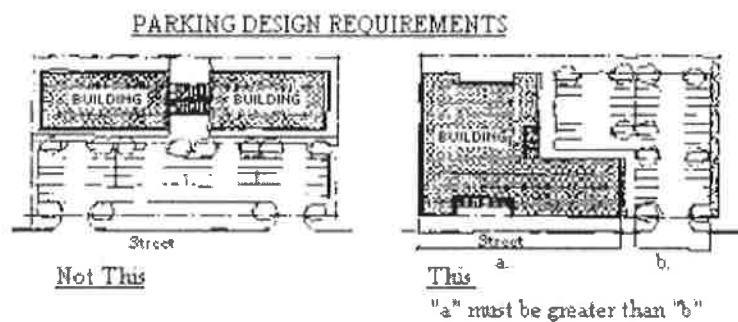 PARKING DESIGN REQUIREMENTS
BUILDING
BUILDING
Street
Not This
BUILDING
Street
a.
b.
This
"a" must be greater than "b"